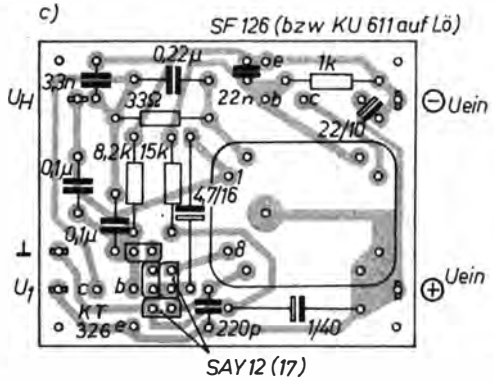 c)
SF 126 (bzw KU 611 auf Lö)
0,22µ
e
1k
3,3n
UH
33Ω
22n
b
c
22/10
⊖ Uein
8,2k
15k
1
0,1µ
4,7/16
0,1µ
⊥
8
U1
c
b
⊕ Uein
KT
326
e
220p
1/40
SAY12 (17)